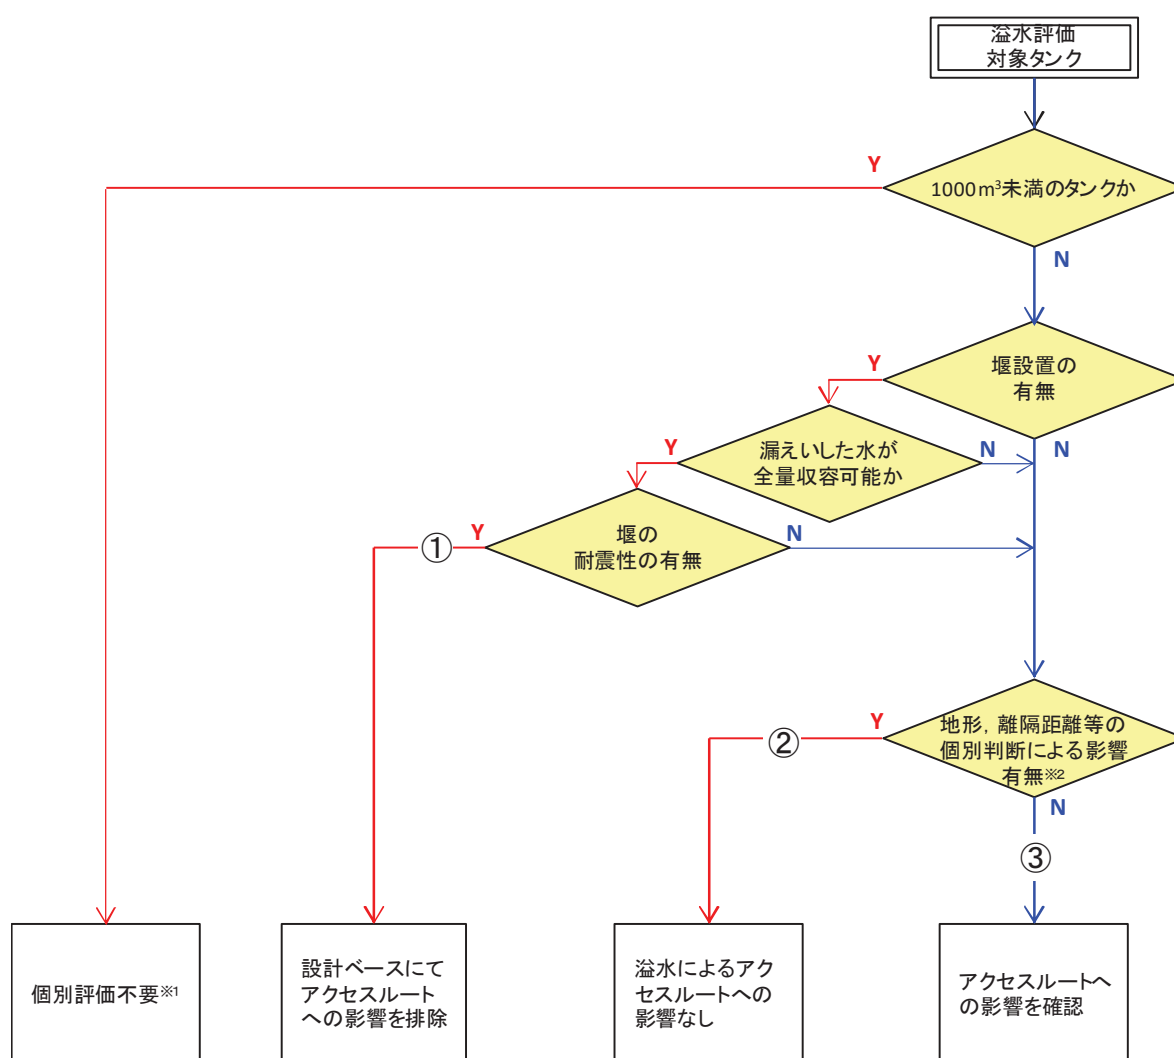 溢水評価
対象タンク
Y
1000m³未満のタンクか
N
Y
堰設置の
有無
N
Y
漏えいした水が
全量収容可能か
N
①
Y
堰の
耐震性の有無
N
②
Y
地形,離隔距離等の
個別判断による影響
有無※2
N
③
個別評価不要※1
設計ベースにて
アクセスルート
への影響を排除
溢水によるアク
セスルートへの
影響なし
アクセスルートへ
の影響を確認